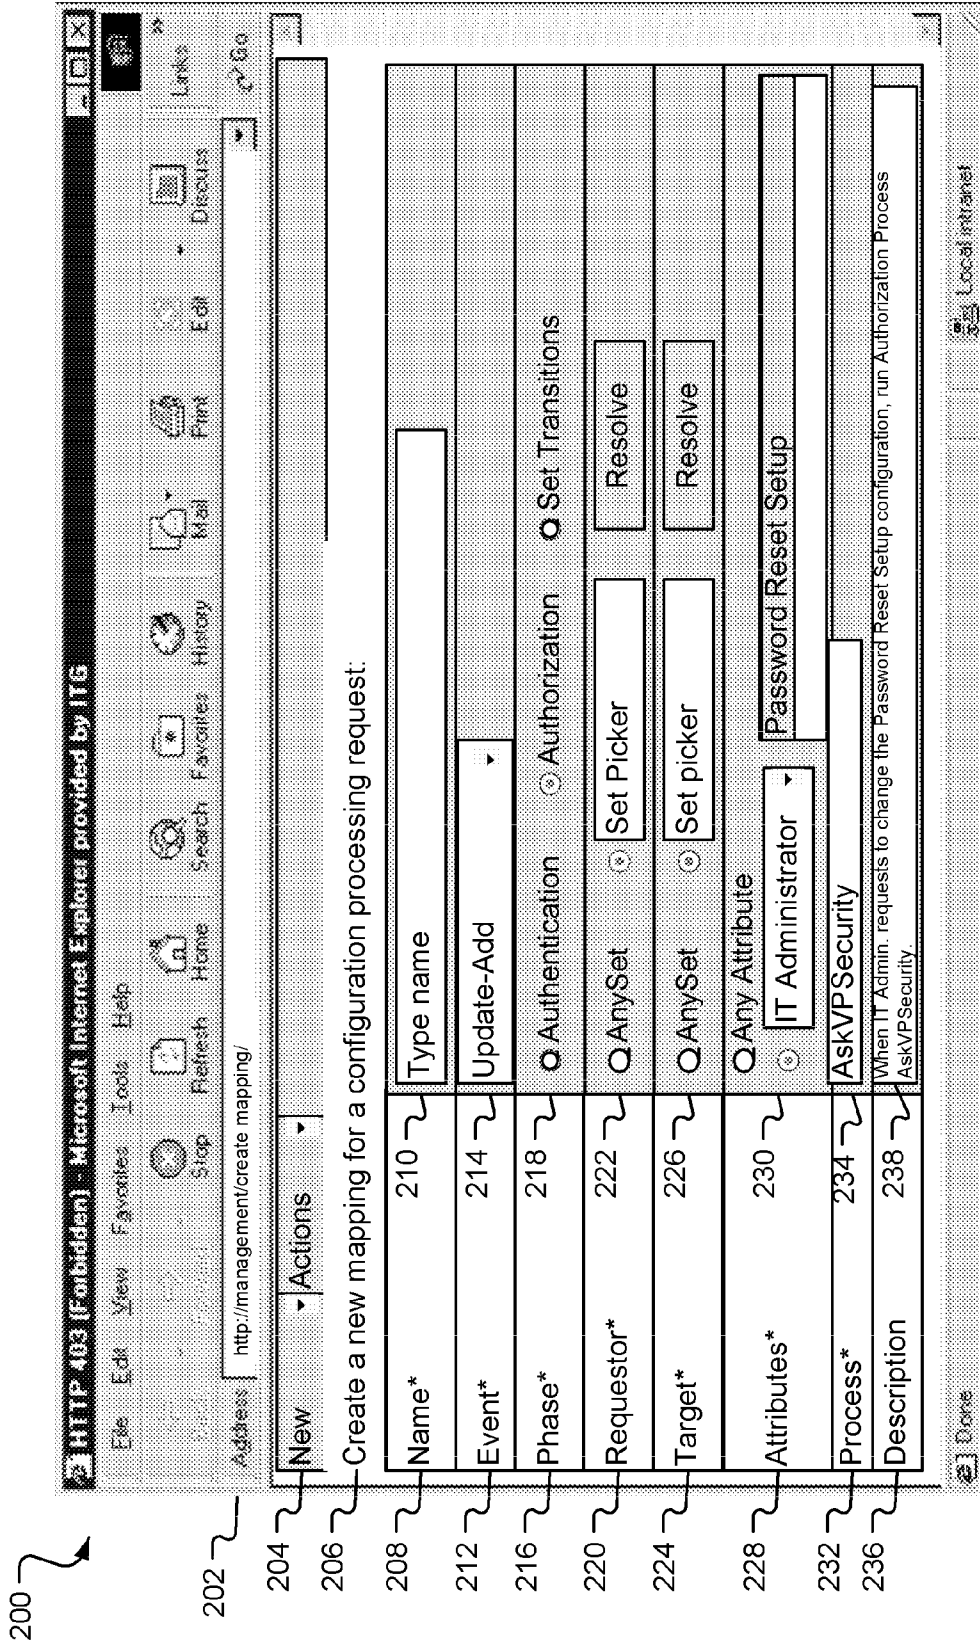 200
HTTP 403 (Forbidden) - Microsoft Internet Explorer provided by ITG
File Edit View Favorites Tools Help
Stop Refresh Home Search Favorites History Mail Print Edit Discuss Links »
202
Address http://management/create mapping/ Go
204 New Actions
206 Create a new mapping for a configuration processing request:
208 Name* 210 Type name
212 Event* 214 Update-Add
216 Phase* 218 Authentication Authorization Set Transitions
220 Requestor* 222 AnySet Set Picker Resolve
224 Target* 226 AnySet Set picker Resolve
228 Attributes* 230 Any Attribute
IT Administrator Password Reset Setup
232 Process* 234 AskVPSecurity
236 Description 238 When IT Admin. requests to change the Password Reset Setup configuration, run Authorization Process
AskVPSecurity.
Done Local intranet